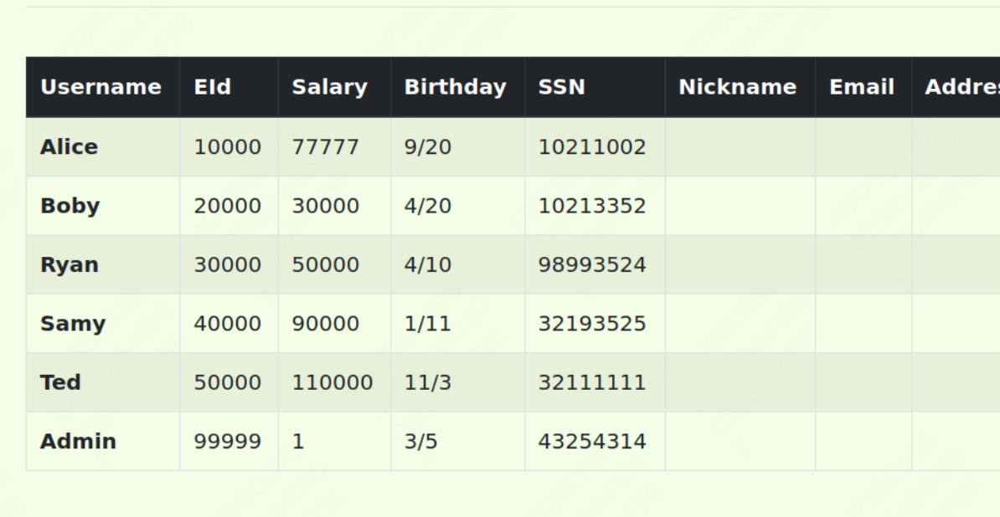 Username EId Salary Birthday SSN Nickname Email
Alice 10000 77777 9/20 10211002
Boby 20000 30000 4/20 10213352
Ryan 30000 50000 4/10 98993524
Samy 40000 90000 1/11 32193525
Ted 50000 110000 11/3 32111111
Admin 99999 1 3/5 43254314